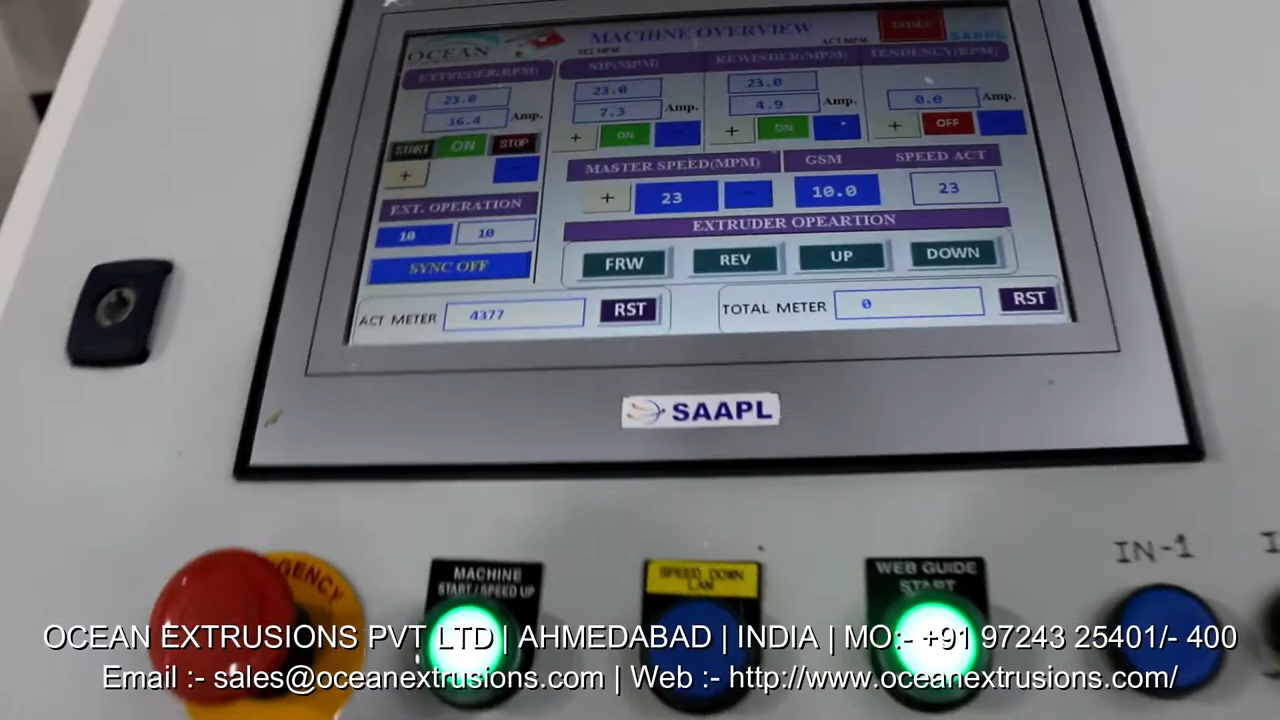 OCEAN
MACHINE OVERVIEW
INDEX
SAAPL
SET MPM
ACT MPM
EXTRUDER(RPM)
NIP(MPM)
REWINDER(MPM)
TENDENCY(RPM)
23.0
16.4
Amp.
23.0
7.3
Amp.
23.0
4.9
Amp.
0.0
Amp.
START
ON
STOP
+
-
+
ON
-
+
ON
+
OFF
-
MASTER SPEED(MPM)
GSM
SPEED ACT
+
23
-
10.0
23
EXT. OPERATION
10
10
SYNC OFF
EXTRUDER OPEARTION
FRW
REV
UP
DOWN
ACT METER
4377
RST
TOTAL METER
0
RST
SAAPL
GENCY
MACHINE
START / SPEED UP
SPEED DOWN
LAN
WEB GUIDE
START
IN-1
OCEAN EXTRUSIONS PVT LTD | AHMEDABAD | INDIA | MO:- +91 97243 25401/- 400
Email :- sales@oceanextrusions.com | Web :- http://www.oceanextrusions.com/